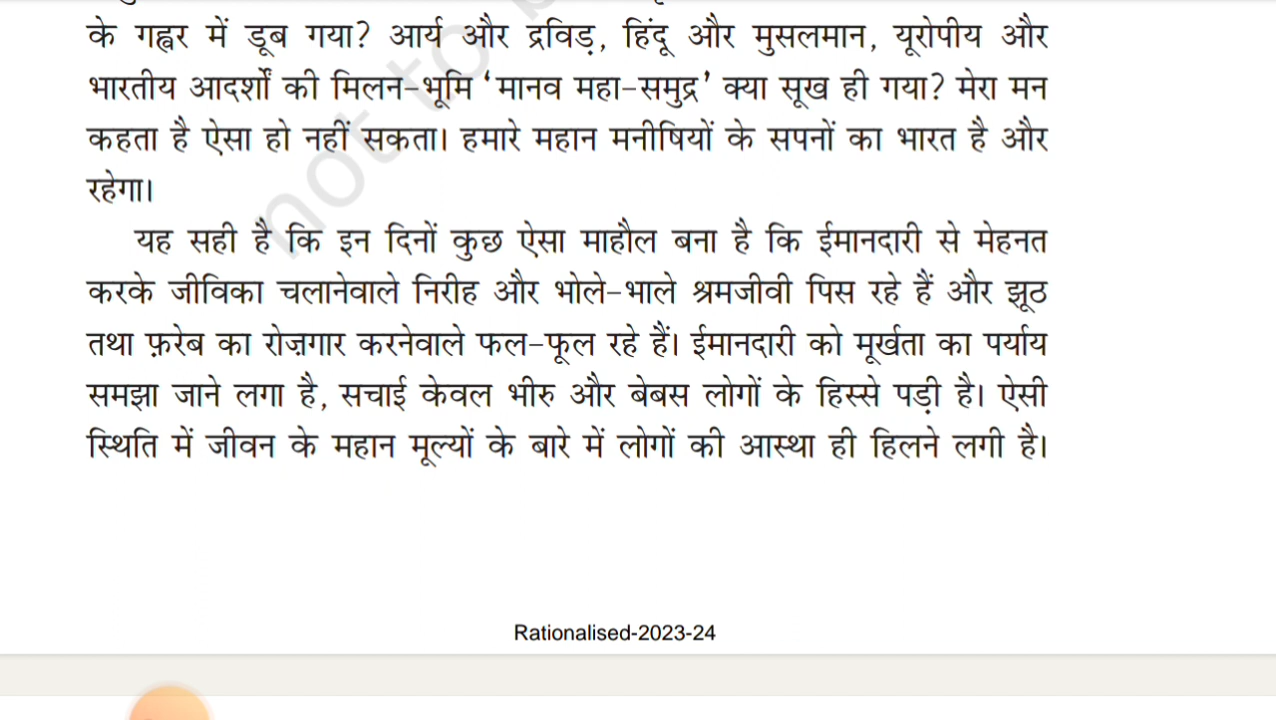 के गह्वर में डूब गया? आर्य और द्रविड़, हिंदू और मुसलमान, यूरोपीय और
भारतीय आदर्शों की मिलन-भूमि ‘मानव महा-समुद्र’ क्या सूख ही गया? मेरा मन
कहता है ऐसा हो नहीं सकता। हमारे महान मनीषियों के सपनों का भारत है और
रहेगा।
यह सही है कि इन दिनों कुछ ऐसा माहौल बना है कि ईमानदारी से मेहनत
करके जीविका चलानेवाले निरीह और भोले-भाले श्रमजीवी पिस रहे हैं और झूठ
तथा फ़रेब का रोज़गार करनेवाले फल-फूल रहे हैं। ईमानदारी को मूर्खता का पर्याय
समझा जाने लगा है, सचाई केवल भीरु और बेबस लोगों के हिस्से पड़ी है। ऐसी
स्थिति में जीवन के महान मूल्यों के बारे में लोगों की आस्था ही हिलने लगी है।
not to
Rationalised-2023-24